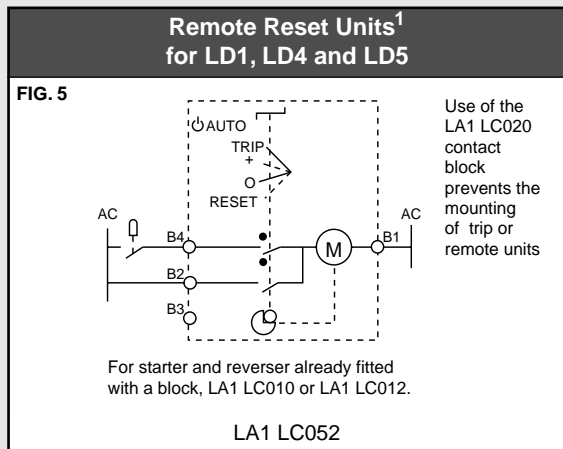 Remote Reset Units1
for LD1, LD4 and LD5
FIG. 5
AUTO
TRIP
+
O
RESET
Use of the
LA1 LC020
contact
block
prevents the
mounting
of trip or
remote units
AC
AC
B4
B1
M
B2
B3
For starter and reverser already fitted
with a block, LA1 LC010 or LA1 LC012.
LA1 LC052